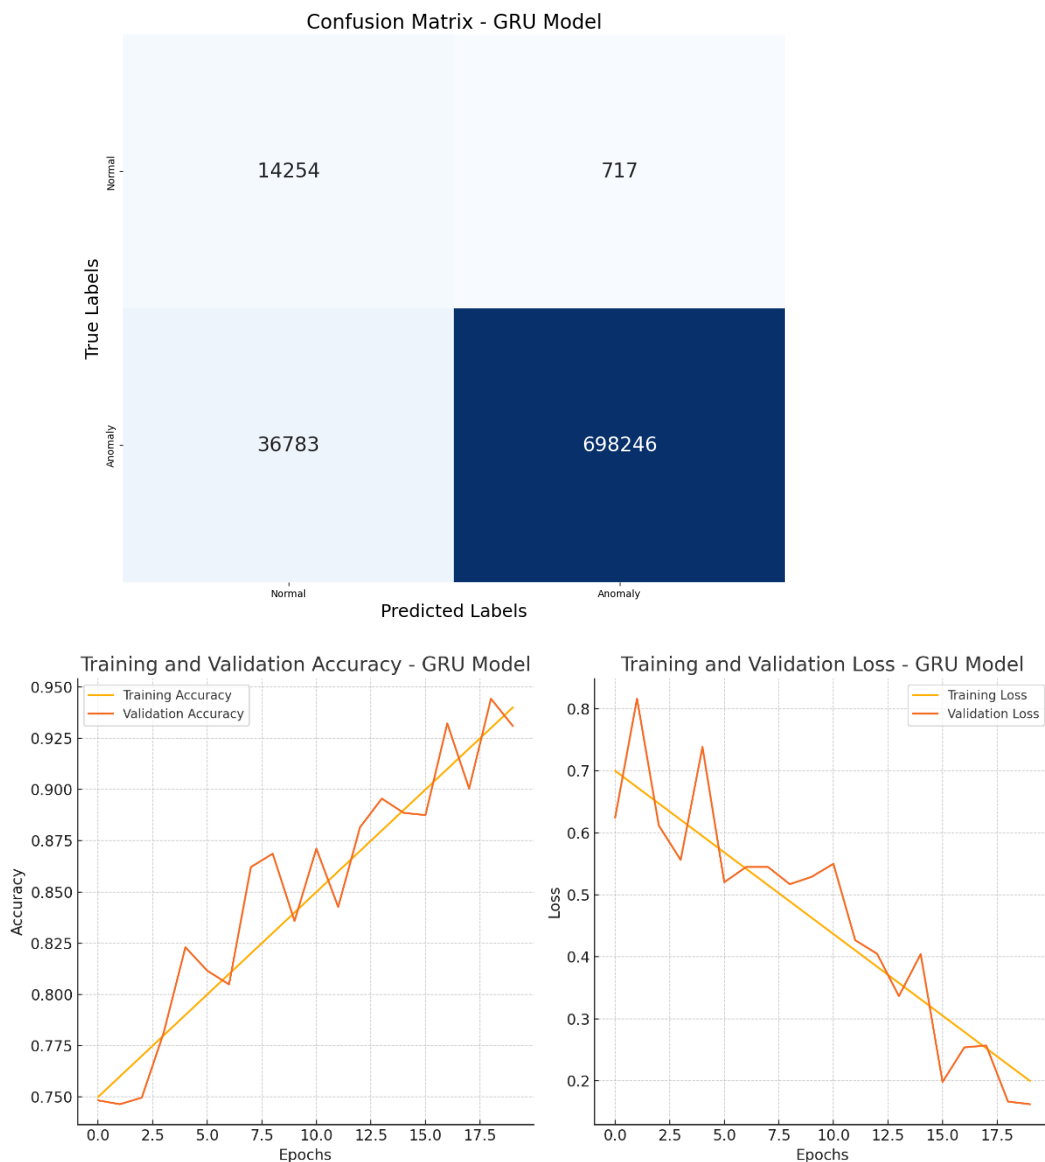 Confusion Matrix - GRU Model
True Labels
Normal
14254
717
Anomaly
36783
698246
Normal
Anomaly
Predicted Labels
Training and Validation Accuracy - GRU Model
Training Accuracy
Validation Accuracy
Accuracy
0.950
0.925
0.900
0.875
0.850
0.825
0.800
0.775
0.750
0.0 2.5 5.0 7.5 10.0 12.5 15.0 17.5
Epochs
Training and Validation Loss - GRU Model
Training Loss
Validation Loss
Loss
0.8
0.7
0.6
0.5
0.4
0.3
0.2
0.0 2.5 5.0 7.5 10.0 12.5 15.0 17.5
Epochs